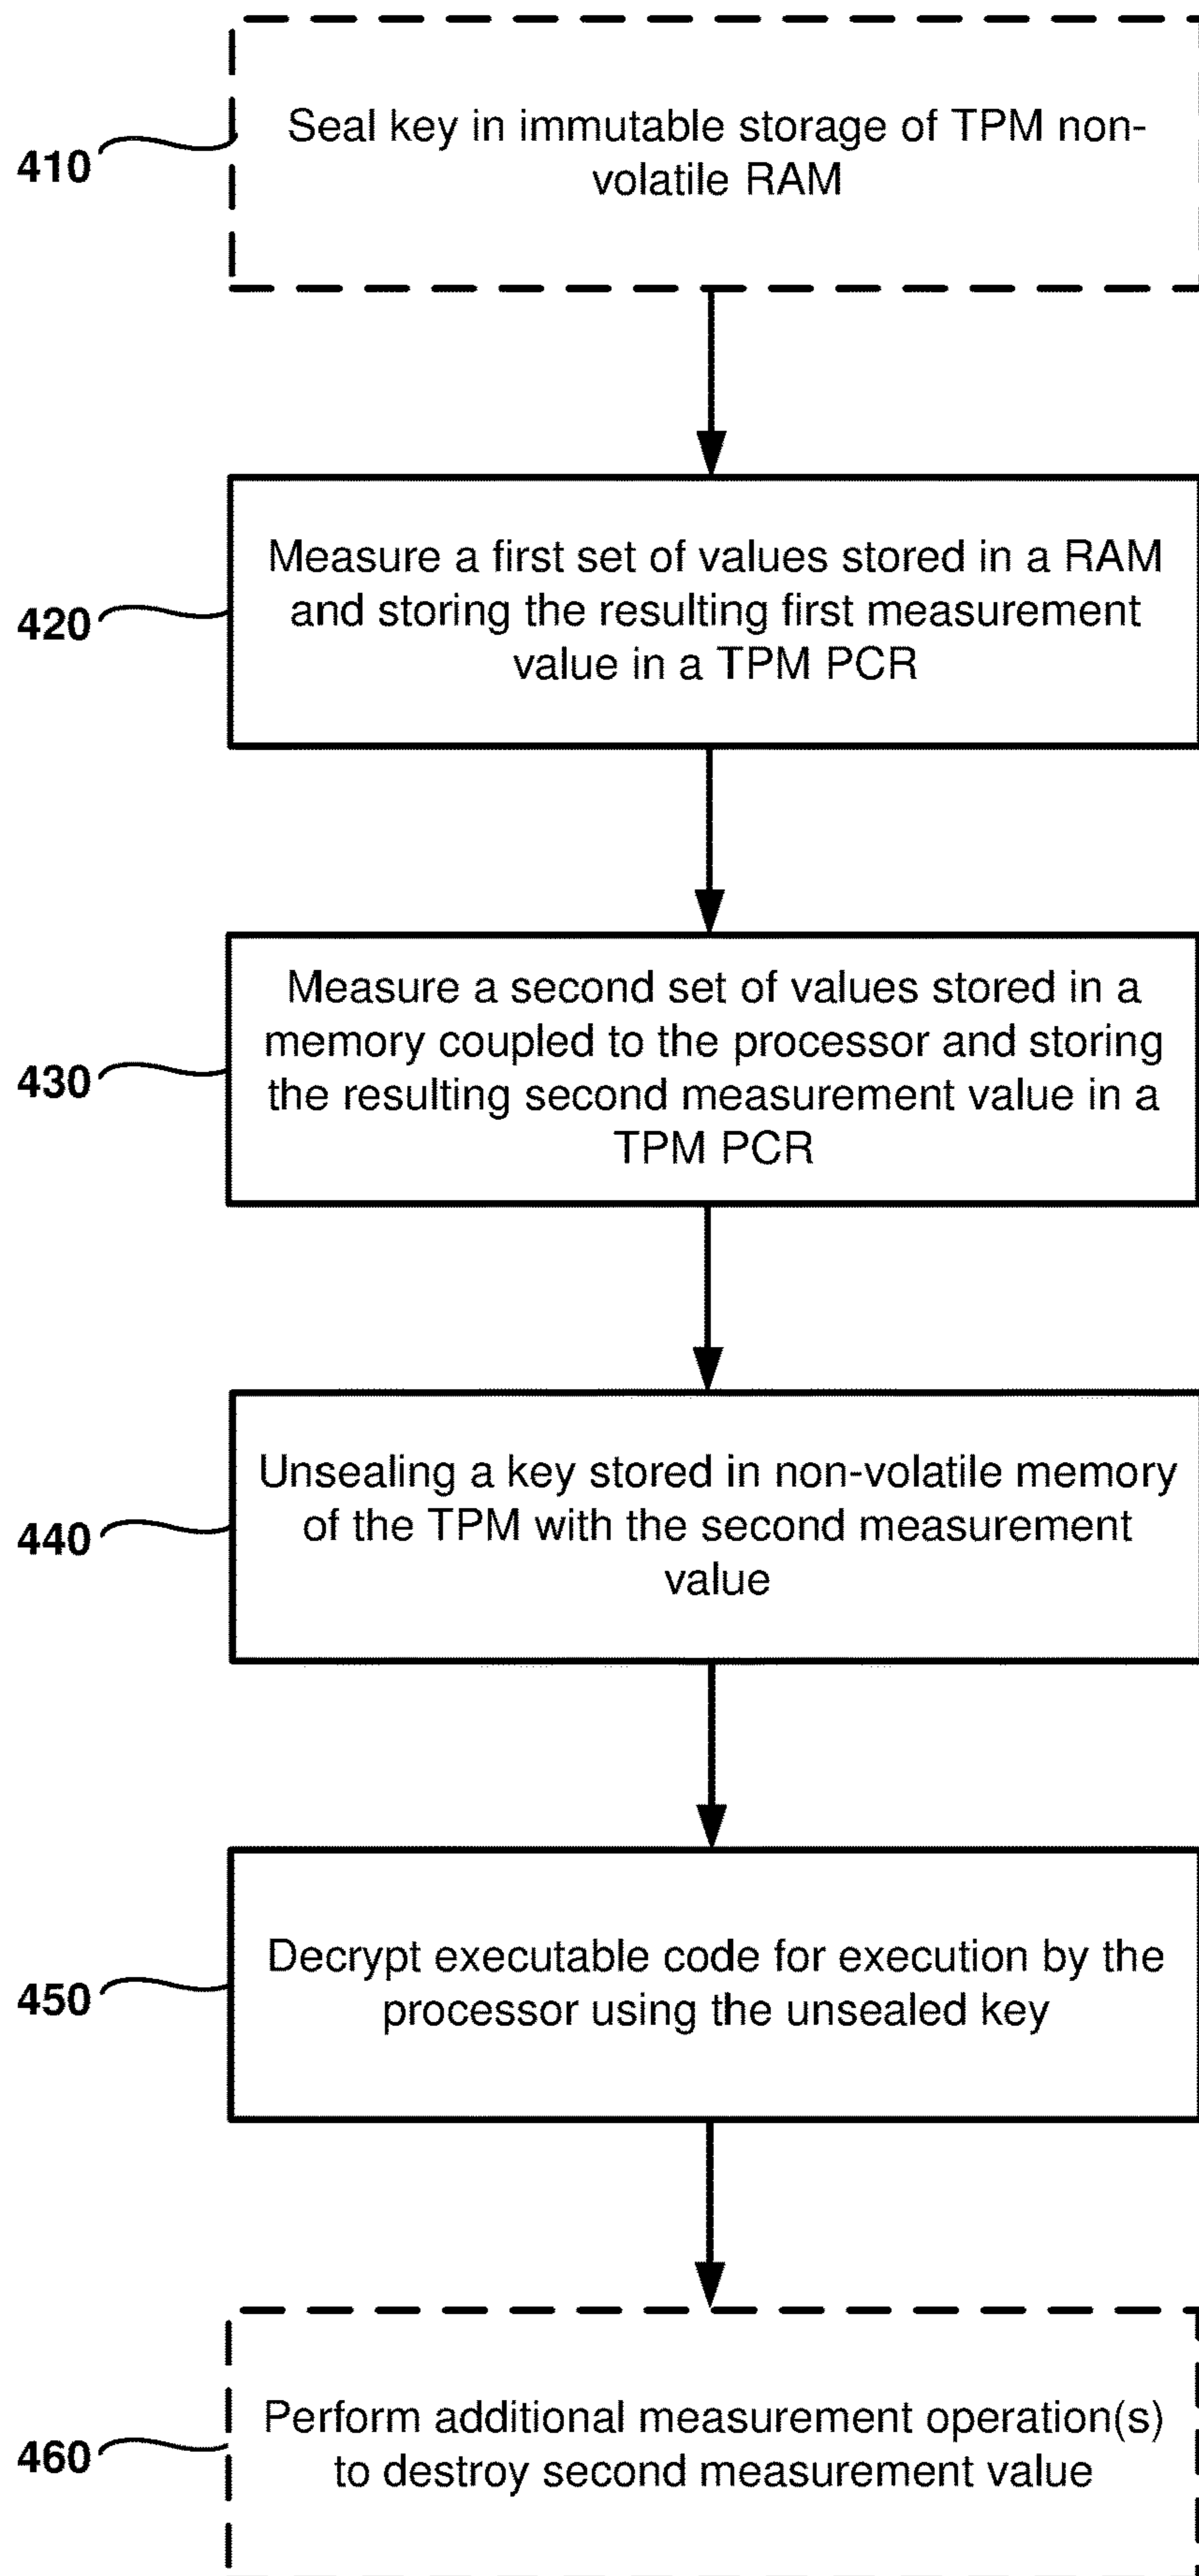 410
Seal key in immutable storage of TPM non-
volatile RAM
420
Measure a first set of values stored in a RAM
and storing the resulting first measurement
value in a TPM PCR
430
Measure a second set of values stored in a
memory coupled to the processor and storing
the resulting second measurement value in a
TPM PCR
440
Unsealing a key stored in non-volatile memory
of the TPM with the second measurement
value
450
Decrypt executable code for execution by the
processor using the unsealed key
460
Perform additional measurement operation(s)
to destroy second measurement value